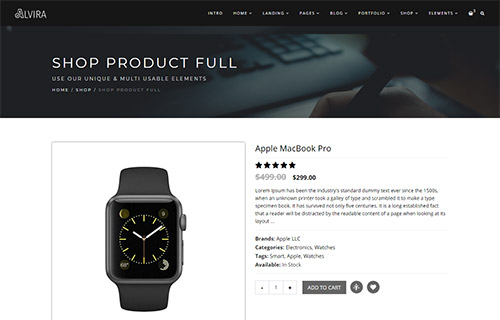 ALVIRA
INTRO HOME LANDING PAGES BLOG PORTFOLIO SHOP ELEMENTS
SHOP PRODUCT FULL
USE OUR UNIQUE & MULTI USABLE ELEMENTS
HOME / SHOP / SHOP PRODUCT FULL
Apple MacBook Pro
$499.00 $299.00
Lorem Ipsum has been the industry's standard dummy text ever since the 1500s,
when an unknown printer took a galley of type and scrambled it to make a type
specimen book. it has survived not only five centuries. it is a long established fact
that a reader will be distracted by the readable content of a page when looking at its
layout ...
Brands: Apple LLC
Categories: Electronics, Watches
Tags: Smart, Apple, Watches
Available: In Stock
- 1 + ADD TO CART